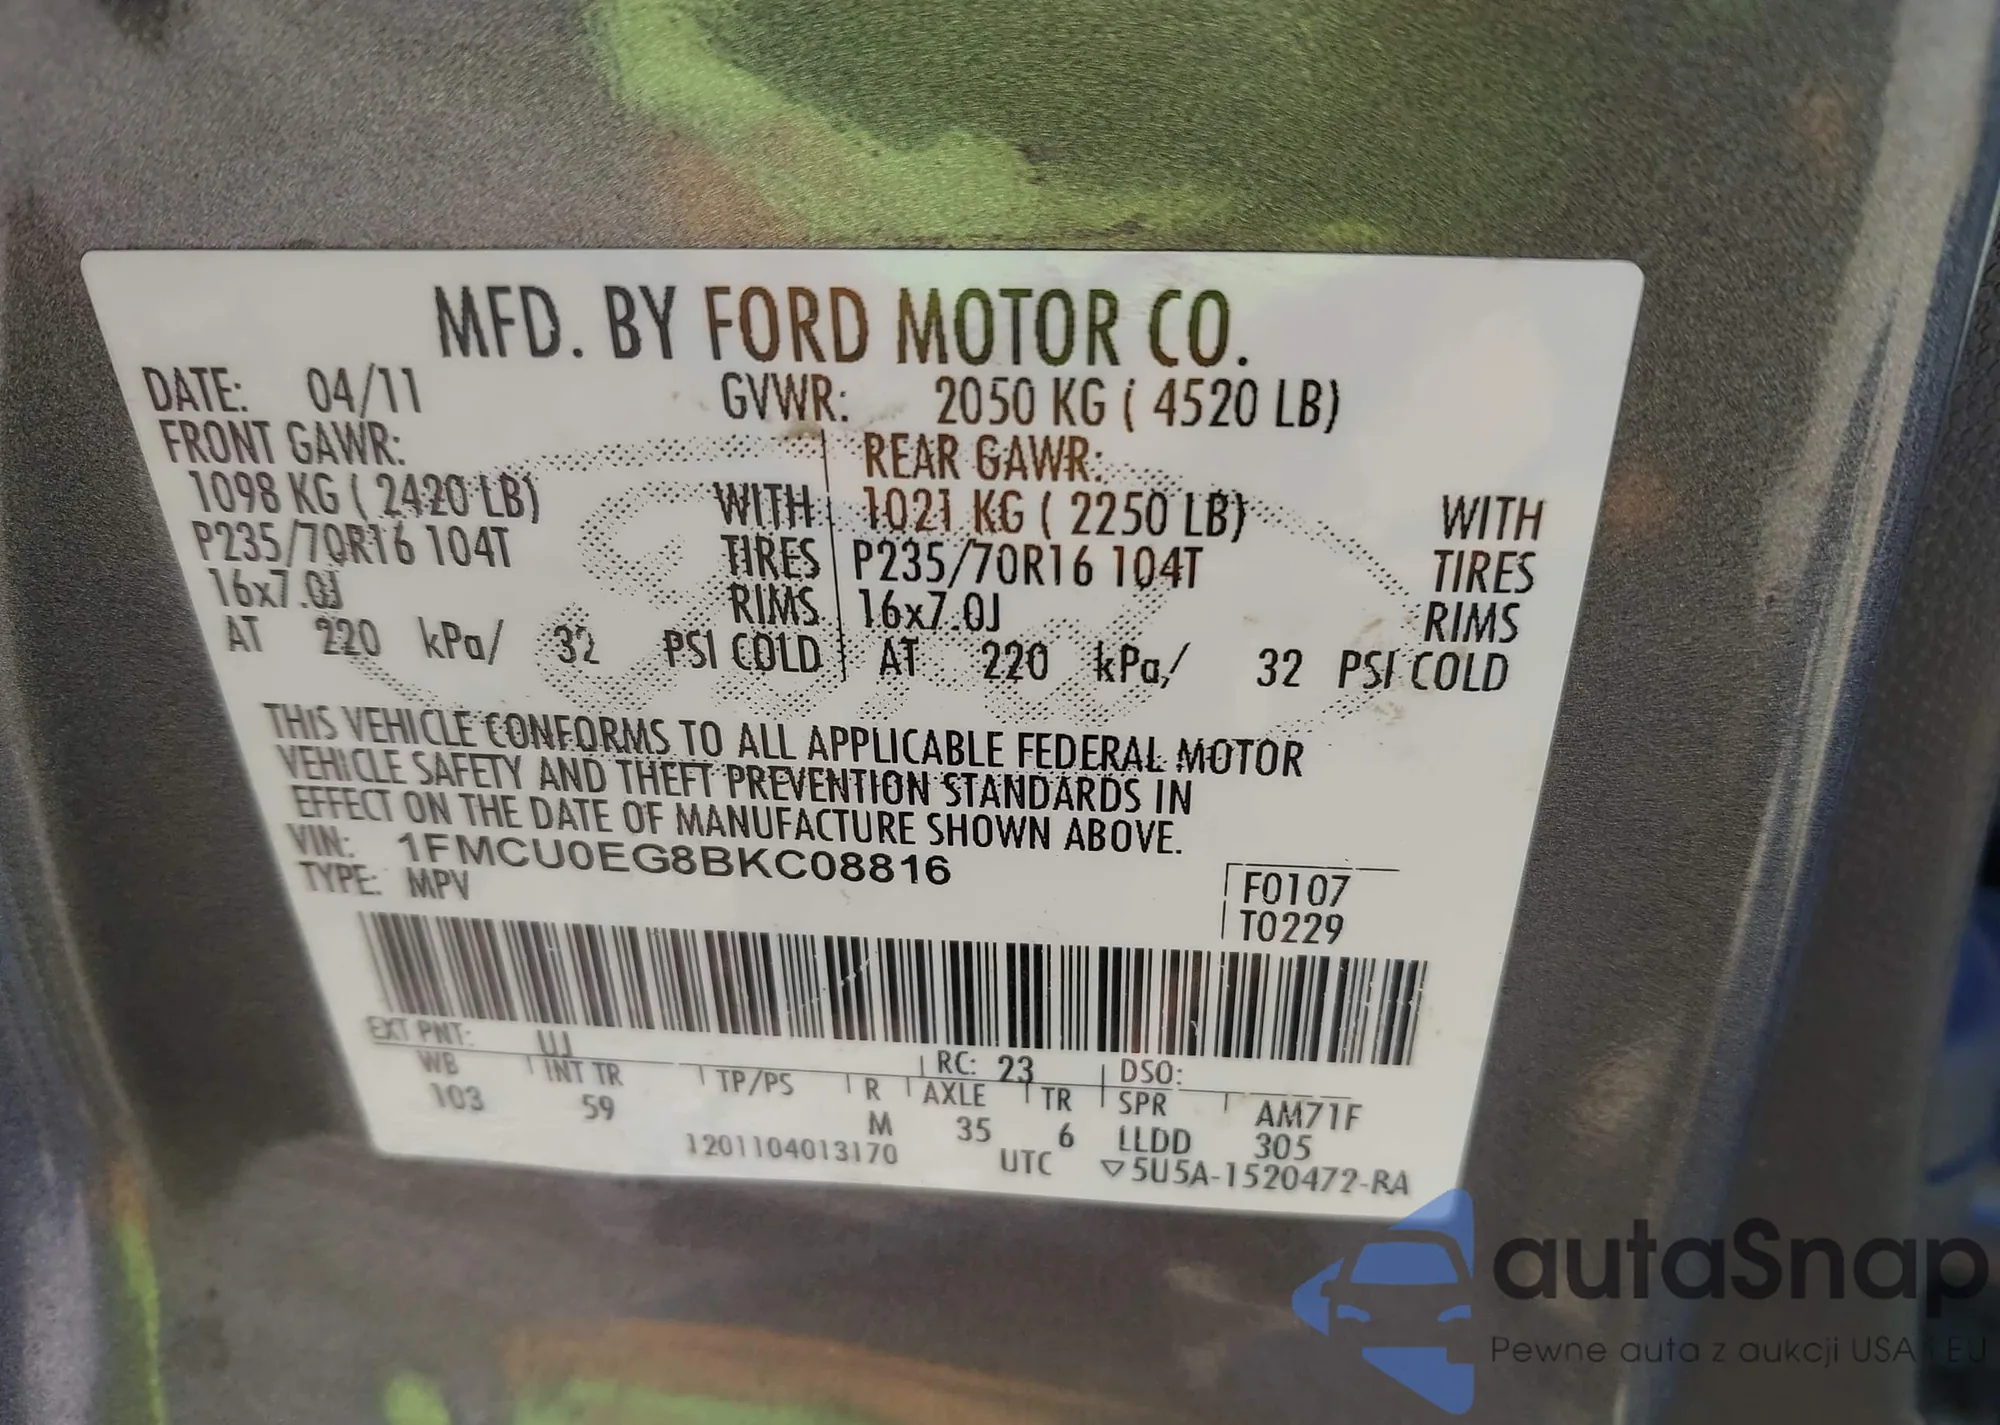 MFD. BY FORD MOTOR CO.
DATE: 04/11 GVWR: 2050 KG ( 4520 LB)
FRONT GAWR: REAR GAWR:
1098 KG ( 2420 LB) WITH 1021 KG ( 2250 LB) WITH
P235/70R16 104T TIRES P235/70R16 104T TIRES
16x7.0J RIMS 16x7.0J RIMS
AT 220 kPa/ 32 PSI COLD AT 220 kPa/ 32 PSI COLD
THIS VEHICLE CONFORMS TO ALL APPLICABLE FEDERAL MOTOR
VEHICLE SAFETY AND THEFT PREVENTION STANDARDS IN
EFFECT ON THE DATE OF MANUFACTURE SHOWN ABOVE.
VIN: 1FMCU0EG8BKC08816
TYPE: MPV
F0107
T0229
EXT PNT: UJ RC: 23 DSO:
WB INT TR TP/PS R AXLE TR SPR AM71F
103 59 M 35 6 LLDD 305
1201104013170 UTC ▽5U5A-1520472-RA
autaSnap
Pewne auta z aukcji USA i EU